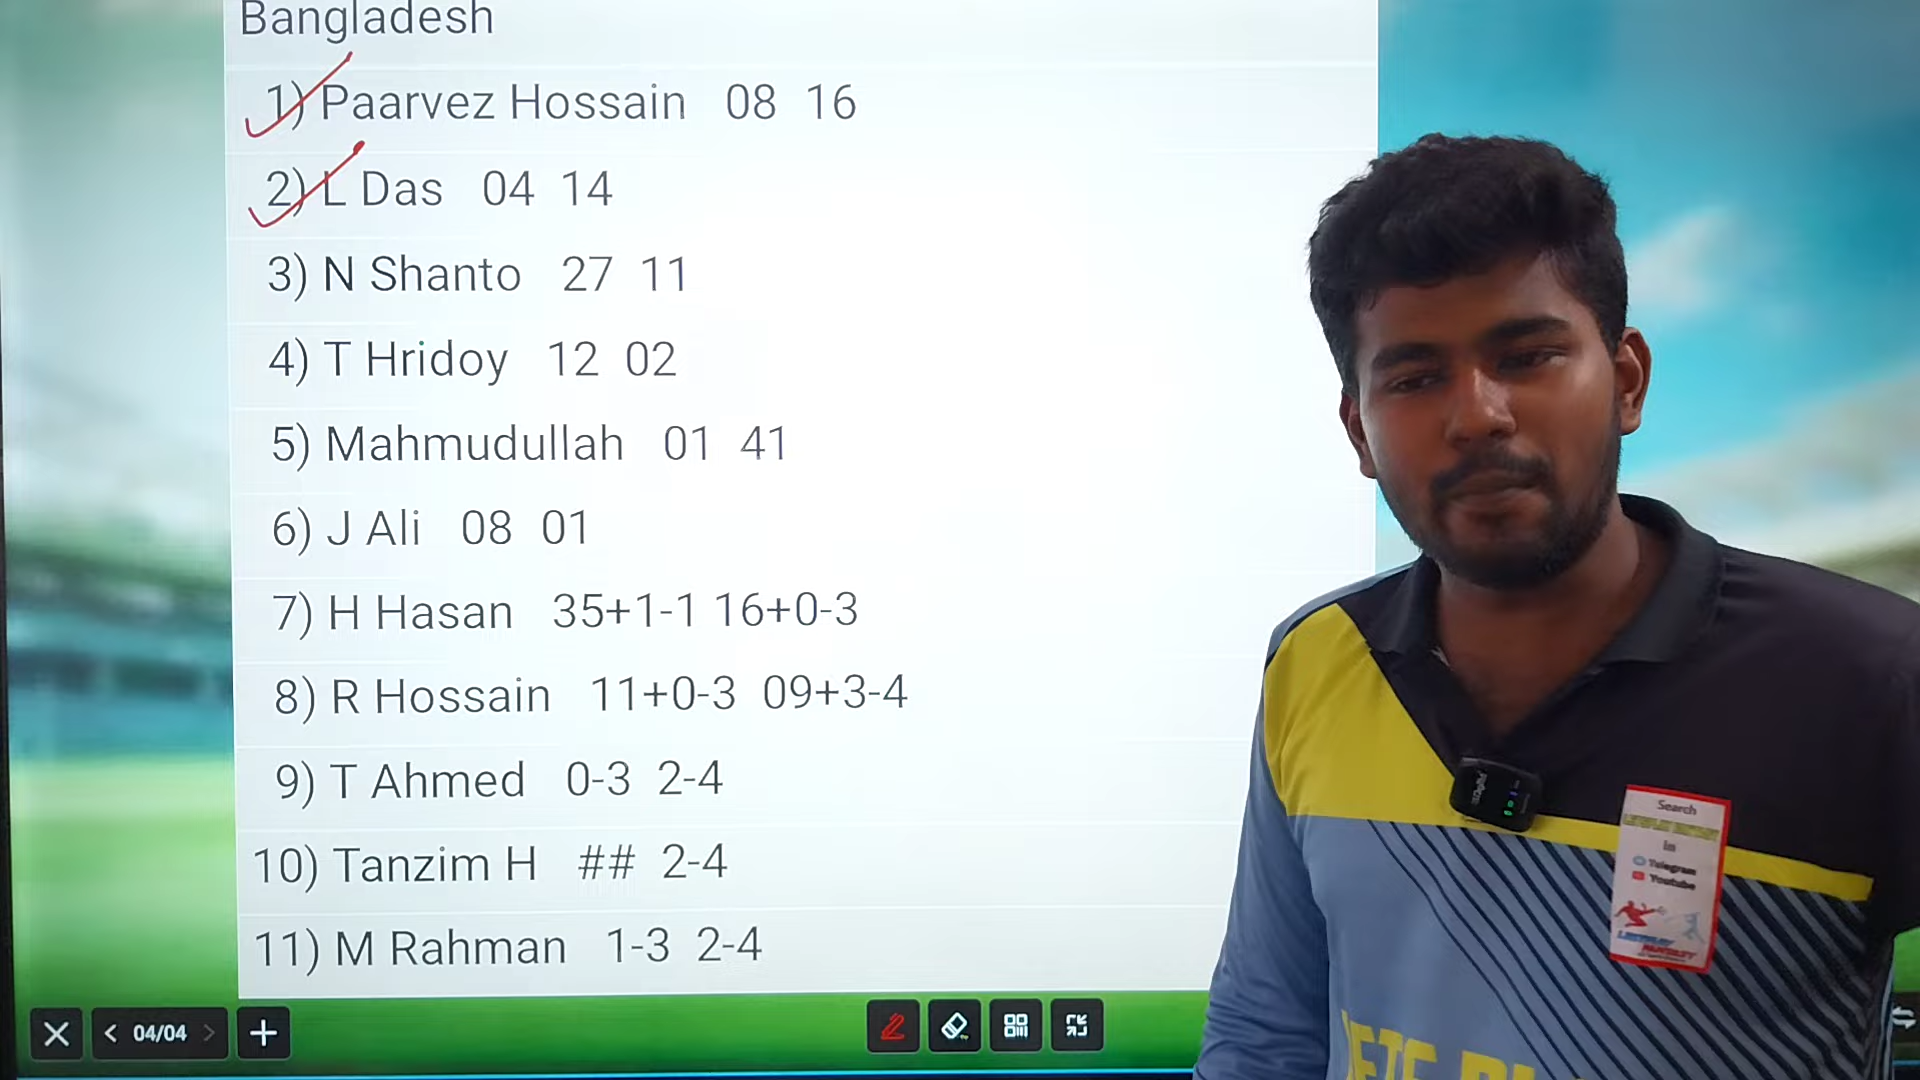 Bangladesh
1) Paarvez Hossain 08 16
2) L Das 04 14
3) N Shanto 27 11
4) T Hridoy 12 02
5) Mahmudullah 01 41
6) J Ali 08 01
7) H Hasan 35+1-1 16+0-3
8) R Hossain 11+0-3 09+3-4
9) T Ahmed 0-3 2-4
10) Tanzim H ## 2-4
11) M Rahman 1-3 2-4
04/04
Search
in
Telegram
Youtube